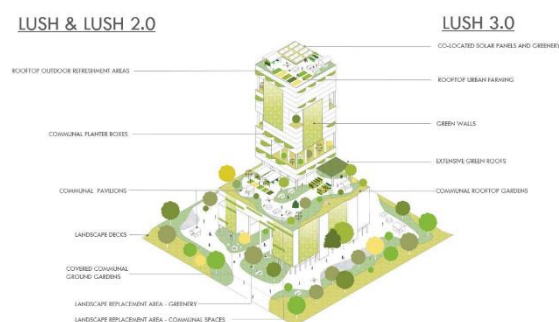 LUSH & LUSH 2.0
LUSH 3.0
CO-LOCATED SOLAR PANELS AND GREENERY
ROOFTOP OUTDOOR REFRESHMENT AREAS
ROOFTOP URBAN FARMING
GREEN WALLS
COMMUNAL PLANTER BOXES
EXTENSIVE GREEN ROOFS
COMMUNAL PAVILIONS
COMMUNAL ROOFTOP GARDENS
LANDSCAPE DECKS
COVERED COMMUNAL
GROUND GARDENS
LANDSCAPE REPLACEMENT AREA - GREENTRY
LANDSCAPE REPLACEMENT AREA - COMMUNAL SPACES